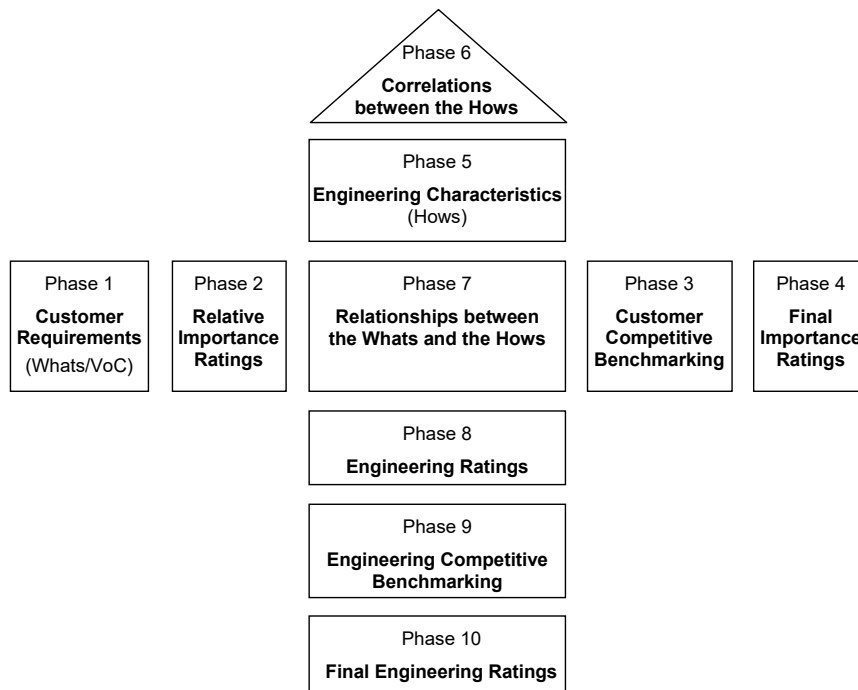 Phase 6
Correlations
between the Hows
Phase 5
Engineering Characteristics
(Hows)
Phase 1
Customer
Requirements
(Whats/VoC)
Phase 2
Relative
Importance
Ratings
Phase 7
Relationships between
the Whats and the Hows
Phase 3
Customer
Competitive
Benchmarking
Phase 4
Final
Importance
Ratings
Phase 8
Engineering Ratings
Phase 9
Engineering Competitive
Benchmarking
Phase 10
Final Engineering Ratings